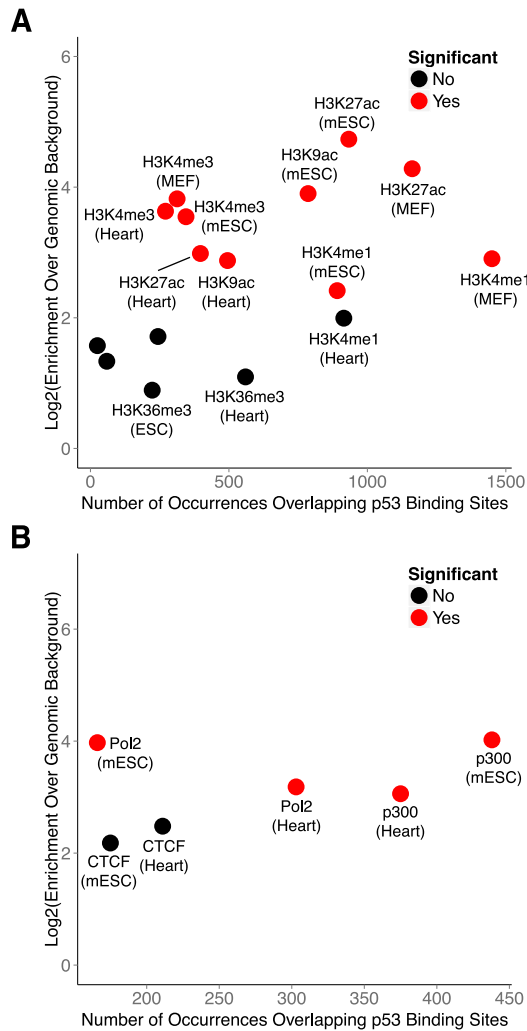 A
Log2(Enrichment Over Genomic Background)
6
4
2
0
Significant
No
Yes
H3K27ac
(mESC)
H3K9ac
(mESC)
H3K27ac
(MEF)
H3K4me3
(MEF)
H3K4me3
(Heart)
H3K4me3
(mESC)
H3K27ac
(Heart)
H3K9ac
(Heart)
H3K4me1
(mESC)
H3K4me1
(MEF)
H3K4me1
(Heart)
H3K36me3
(ESC)
H3K36me3
(Heart)
0 500 1000 1500
Number of Occurrences Overlapping p53 Binding Sites
B
Log2(Enrichment Over Genomic Background)
6
4
2
0
Significant
No
Yes
Pol2
(mESC)
p300
(mESC)
Pol2
(Heart)
p300
(Heart)
CTCF
(mESC)
CTCF
(Heart)
200 250 300 350 400 450
Number of Occurrences Overlapping p53 Binding Sites